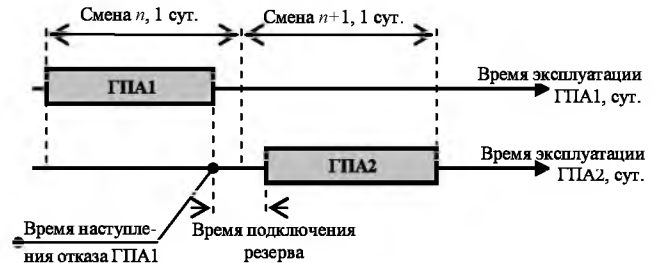 Смена n, 1 сут.
Смена n+1, 1 сут.
ГПА1
Время эксплуатации
ГПА1, сут.
ГПА2
Время эксплуатации
ГПА2, сут.
Время наступле-
ния отказа ГПА1
Время подключения
резерва